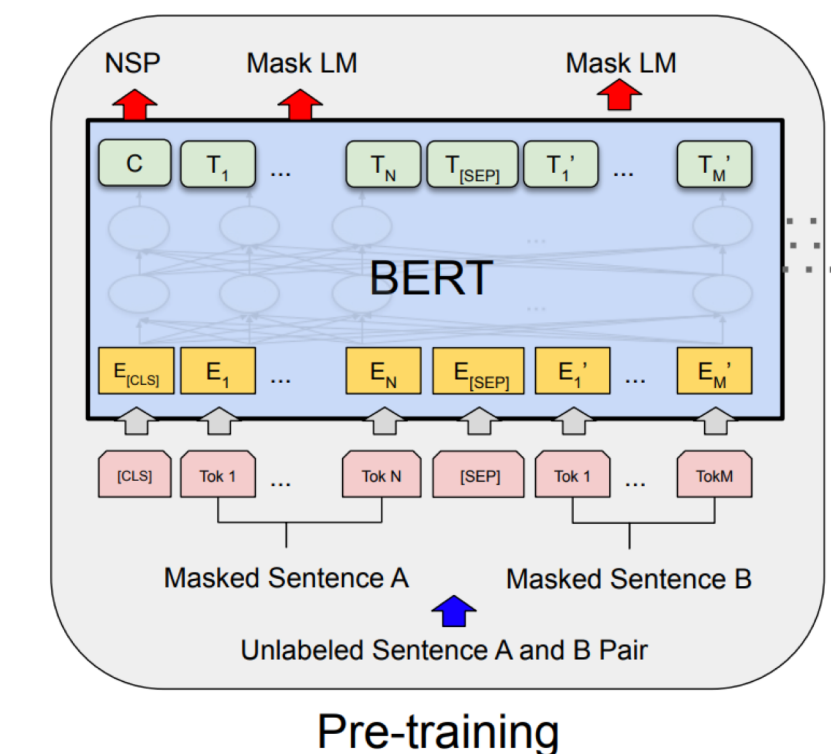 NSP Mask LM Mask LM
C T1 ... TN T[SEP] T1’ ... TM’
...
BERT
...
E[CLS] E1 ... EN E[SEP] E1’ ... EM’
[CLS] Tok 1 ... Tok N [SEP] Tok 1 ... TokM
Masked Sentence A Masked Sentence B
Unlabeled Sentence A and B Pair
Pre-training